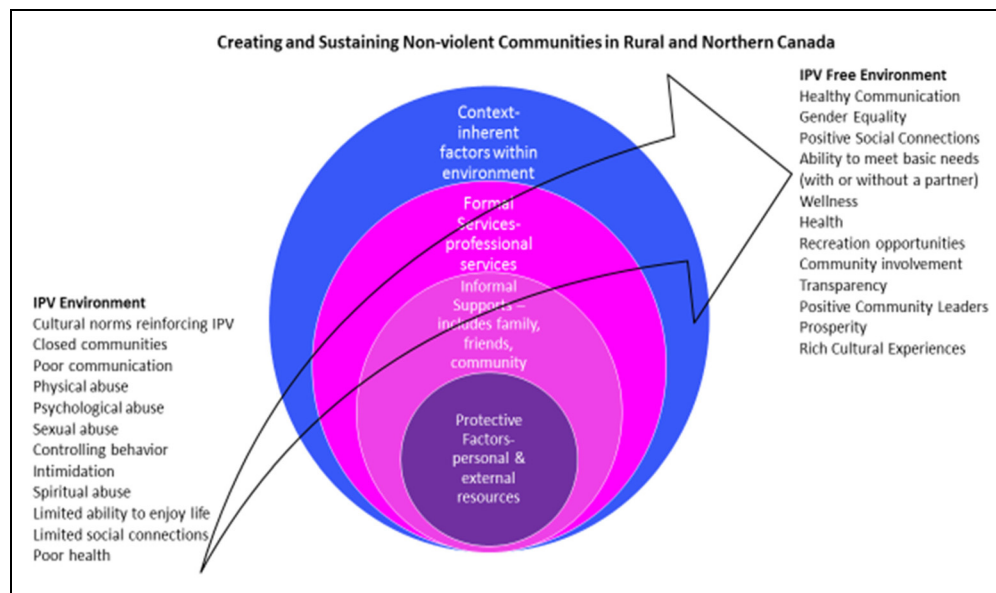 Creating and Sustaining Non-violent Communities in Rural and Northern Canada
IPV Free Environment
Healthy Communication
Gender Equality
Positive Social Connections
Ability to meet basic needs
(with or without a partner)
Wellness
Health
Recreation opportunities
Community involvement
Transparency
Positive Community Leaders
Prosperity
Rich Cultural Experiences
Context-
inherent
factors within
environment
Formal
Services-
professional
services
Informal
Supports –
includes family,
friends,
community
Protective
Factors-
personal &
external
resources
IPV Environment
Cultural norms reinforcing IPV
Closed communities
Poor communication
Physical abuse
Psychological abuse
Sexual abuse
Controlling behavior
Intimidation
Spiritual abuse
Limited ability to enjoy life
Limited social connections
Poor health